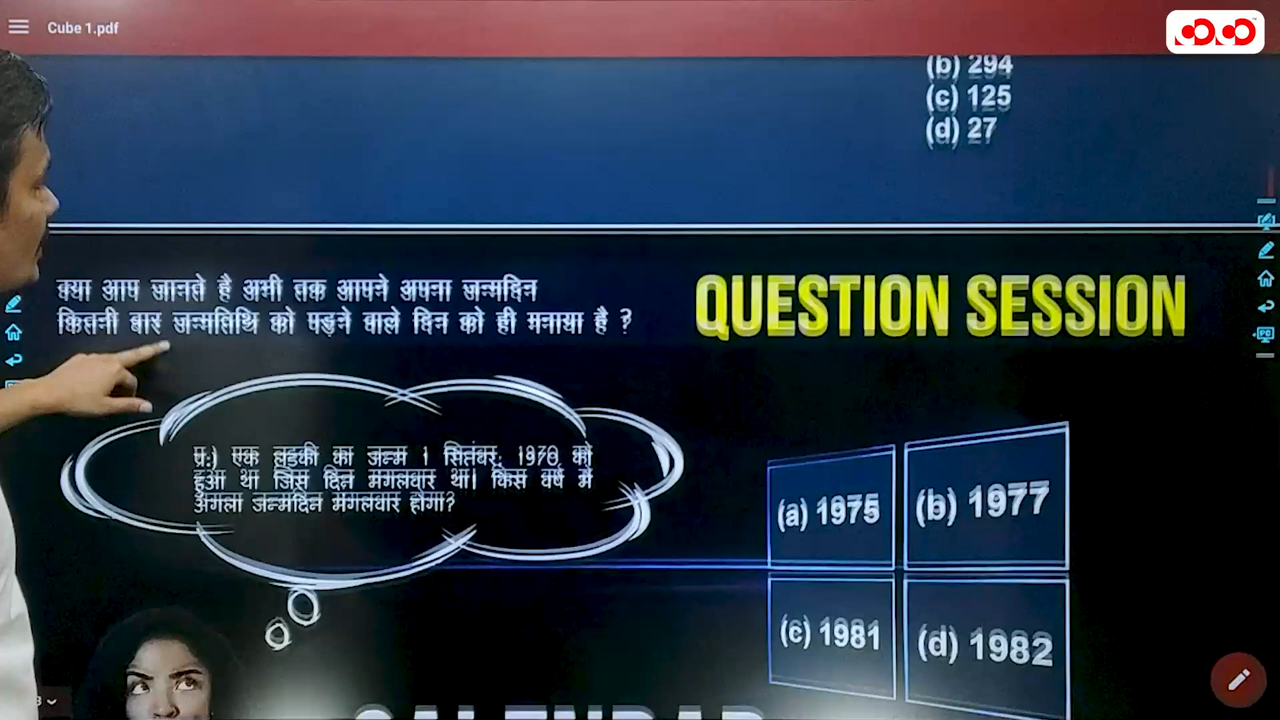 Cube 1.pdf
(b) 294
(c) 125
(d) 27
क्या आप जानते है अभी तक आपने अपना जन्मदिन
कितनी बार जन्मतिथि को पड़ने वाले दिन को ही मनाया है ?
QUESTION SESSION
प्र.) एक लड़की का जन्म 1 सितंबर, 1970 को
हुआ था जिस दिन मंगलवार था। किस वर्ष में
अगला जन्मदिन मंगलवार होगा?
(a) 1975
(b) 1977
(c) 1981
(d) 1982
PC